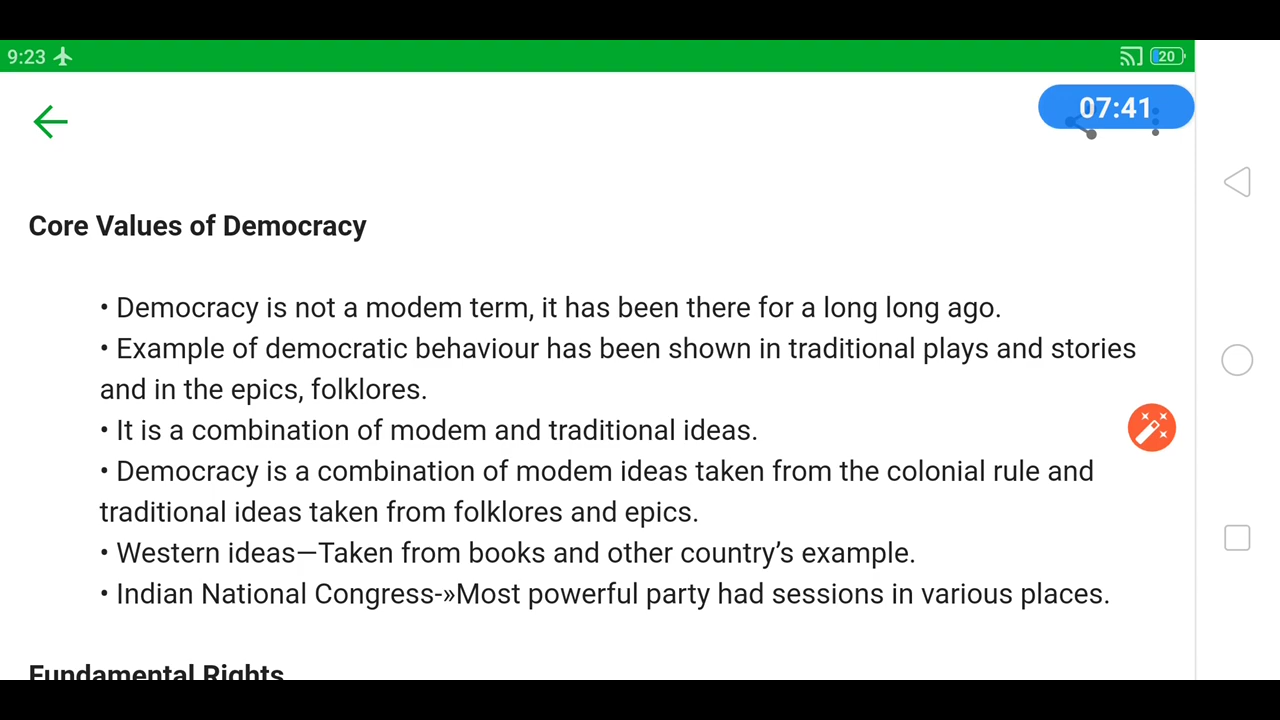 9:23
20
07:41
Core Values of Democracy
• Democracy is not a modem term, it has been there for a long long ago.
• Example of democratic behaviour has been shown in traditional plays and stories
and in the epics, folklores.
• It is a combination of modem and traditional ideas.
• Democracy is a combination of modem ideas taken from the colonial rule and
traditional ideas taken from folklores and epics.
• Western ideas—Taken from books and other country's example.
• Indian National Congress-»Most powerful party had sessions in various places.
Fundamental Rights